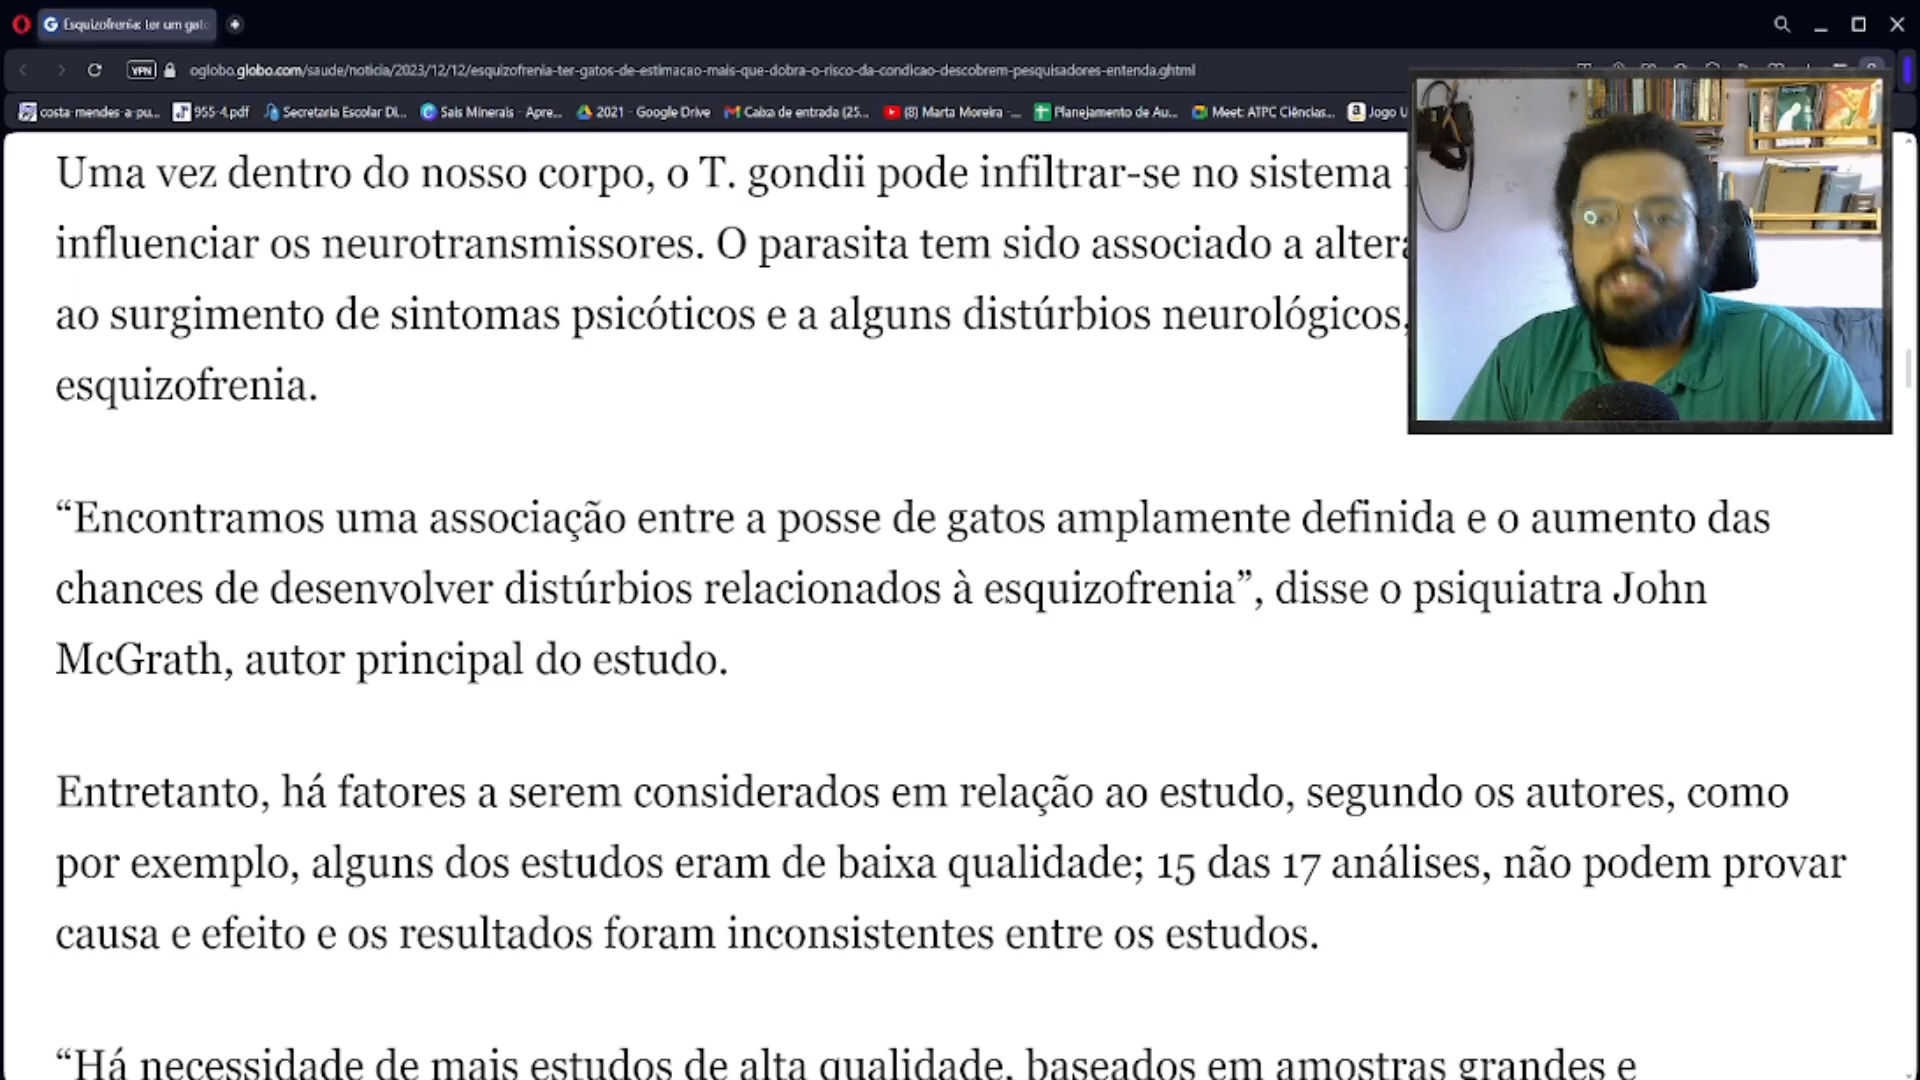 Esquizofrenia: ter um gat
VPN
oglobo.globo.com/saude/noticia/2023/12/12/esquizofrenia-ter-gatos-de-estimacao-mais-que-dobra-o-risco-da-condicao-descobrem-pesquisadores-entenda.ghtml
costa-mendes-a-pu... 955-4.pdf Secretaria Escolar Di... Sais Minerais - Apre... 2021 - Google Drive Caixa de entrada (25... (8) Marta Moreira -... Planejamento de Au... Meet: ATPC Ciências... Jogo U
Uma vez dentro do nosso corpo, o T. gondii pode infiltrar-se no sistema
influenciar os neurotransmissores. O parasita tem sido associado a altera
ao surgimento de sintomas psicóticos e a alguns distúrbios neurológicos,
esquizofrenia.
“Encontramos uma associação entre a posse de gatos amplamente definida e o aumento das
chances de desenvolver distúrbios relacionados à esquizofrenia”, disse o psiquiatra John
McGrath, autor principal do estudo.
Entretanto, há fatores a serem considerados em relação ao estudo, segundo os autores, como
por exemplo, alguns dos estudos eram de baixa qualidade; 15 das 17 análises, não podem provar
causa e efeito e os resultados foram inconsistentes entre os estudos.
“Há necessidade de mais estudos de alta qualidade, baseados em amostras grandes e